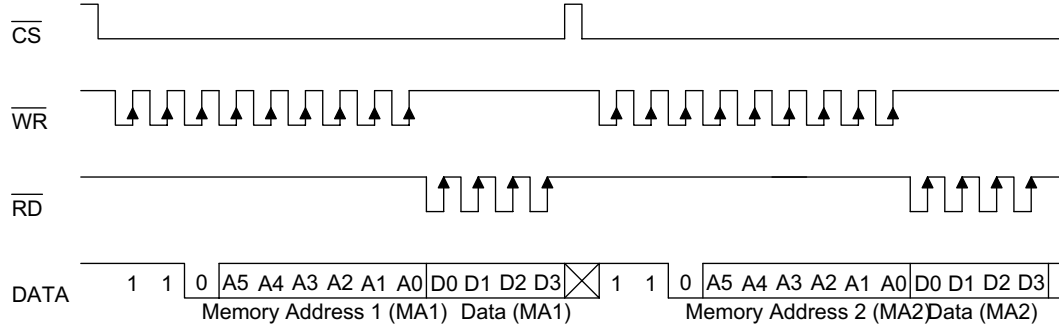 CS
WR
RD
DATA 1 1 0 A5 A4 A3 A2 A1 A0 D0 D1 D2 D3 1 1 0 A5 A4 A3 A2 A1 A0 D0 D1 D2 D3
Memory Address 1 (MA1) Data (MA1) Memory Address 2 (MA2) Data (MA2)